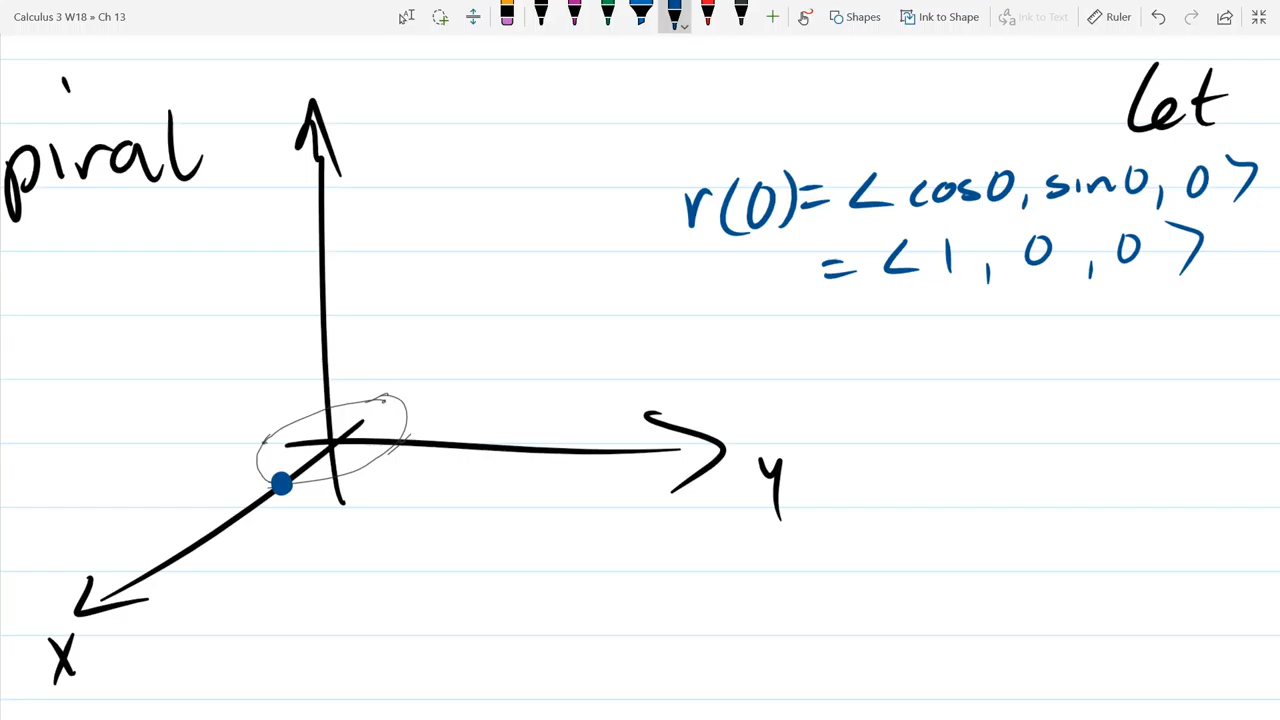 Calculus 3 W18 » Ch 13
Shapes
Ink to Shape
Ink to Text
Ruler
piral
let
r(0)= < cos0, sin0, 0 >
= < 1 , 0 , 0 >
y
x